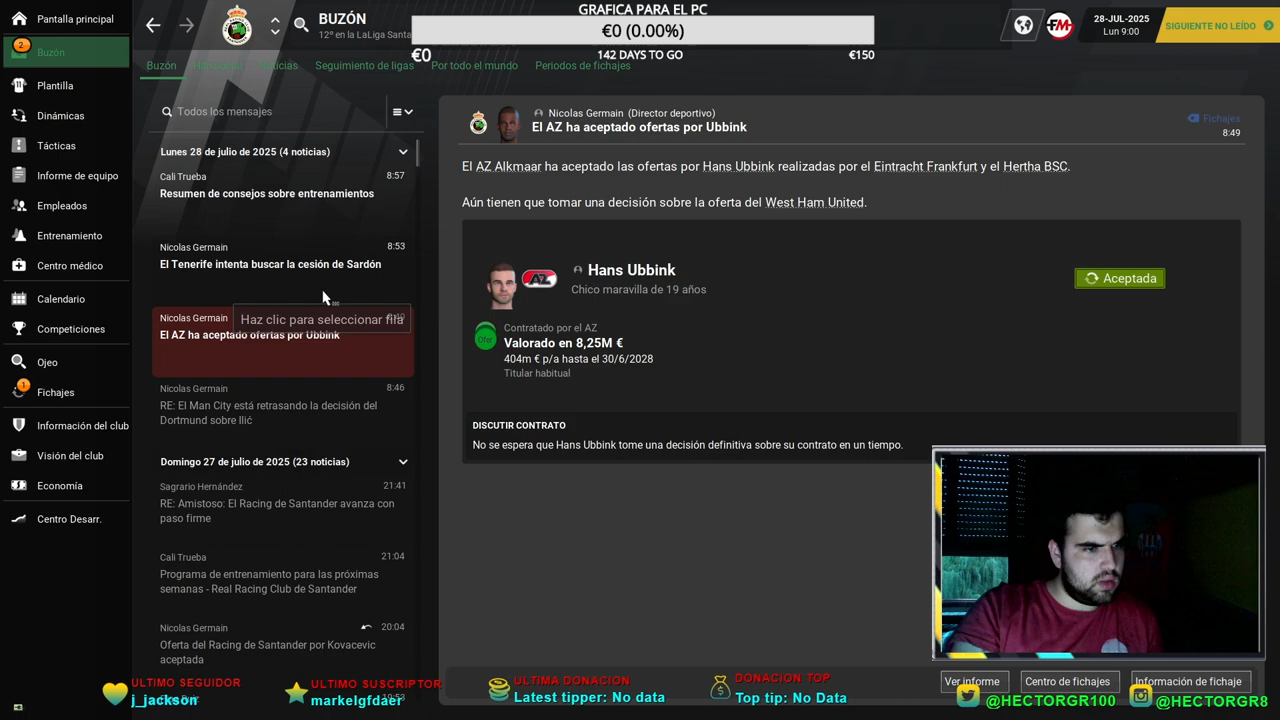 Pantalla principal
2
Buzón
Plantilla
Dinámicas
Tácticas
Informe de equipo
Empleados
Entrenamiento
Centro médico
Calendario
Competiciones
Ojeo
1
Fichajes
Información del club
Visión del club
Economía
Centro Desarr.
BUZÓN
12º en la LaLiga Santa
GRAFICA PARA EL PC
€0 (0.00%)
€0
142 DAYS TO GO
€150
FM
28-JUL-2025
Lun 9:00
SIGUIENTE NO LEÍDO
Buzón
Noticias
Seguimiento de ligas
Por todo el mundo
Periodos de fichajes
Todos los mensajes
Lunes 28 de julio de 2025 (4 noticias)
Cali Trueba
8:57
Resumen de consejos sobre entrenamientos
Nicolas Germain
8:53
El Tenerife intenta buscar la cesión de Sardón
Nicolas Germain
Haz clic para seleccionar fila
El AZ ha aceptado ofertas por Ubbink
Nicolas Germain
8:46
RE: El Man City está retrasando la decisión del
Dortmund sobre Ilić
Domingo 27 de julio de 2025 (23 noticias)
Sagrario Hernández
21:41
RE: Amistoso: El Racing de Santander avanza con
paso firme
Cali Trueba
21:04
Programa de entrenamiento para las próximas
semanas - Real Racing Club de Santander
Nicolas Germain
20:04
Oferta del Racing de Santander por Kovacevic
aceptada
Nicolas Germain (Director deportivo)
El AZ ha aceptado ofertas por Ubbink
Fichajes
8:49
El AZ Alkmaar ha aceptado las ofertas por Hans Ubbink realizadas por el Eintracht Frankfurt y el Hertha BSC.
Aún tienen que tomar una decisión sobre la oferta del West Ham United.
AZ
Hans Ubbink
Chico maravilla de 19 años
Aceptada
Ofer
Contratado por el AZ
Valorado en 8,25M €
404m € p/a hasta el 30/6/2028
Titular habitual
DISCUTIR CONTRATO
No se espera que Hans Ubbink tome una decisión definitiva sobre su contrato en un tiempo.
Ver informe
Centro de fichajes
Información de fichaje
ULTIMO SEGUIDOR
j_jackson
ULTIMO SUSCRIPTOR
markelgfdaer
ULTIMA DONACION
Latest tipper: No data
DONACION TOP
Top tip: No Data
@HECTORGR100
@HECTORGR8